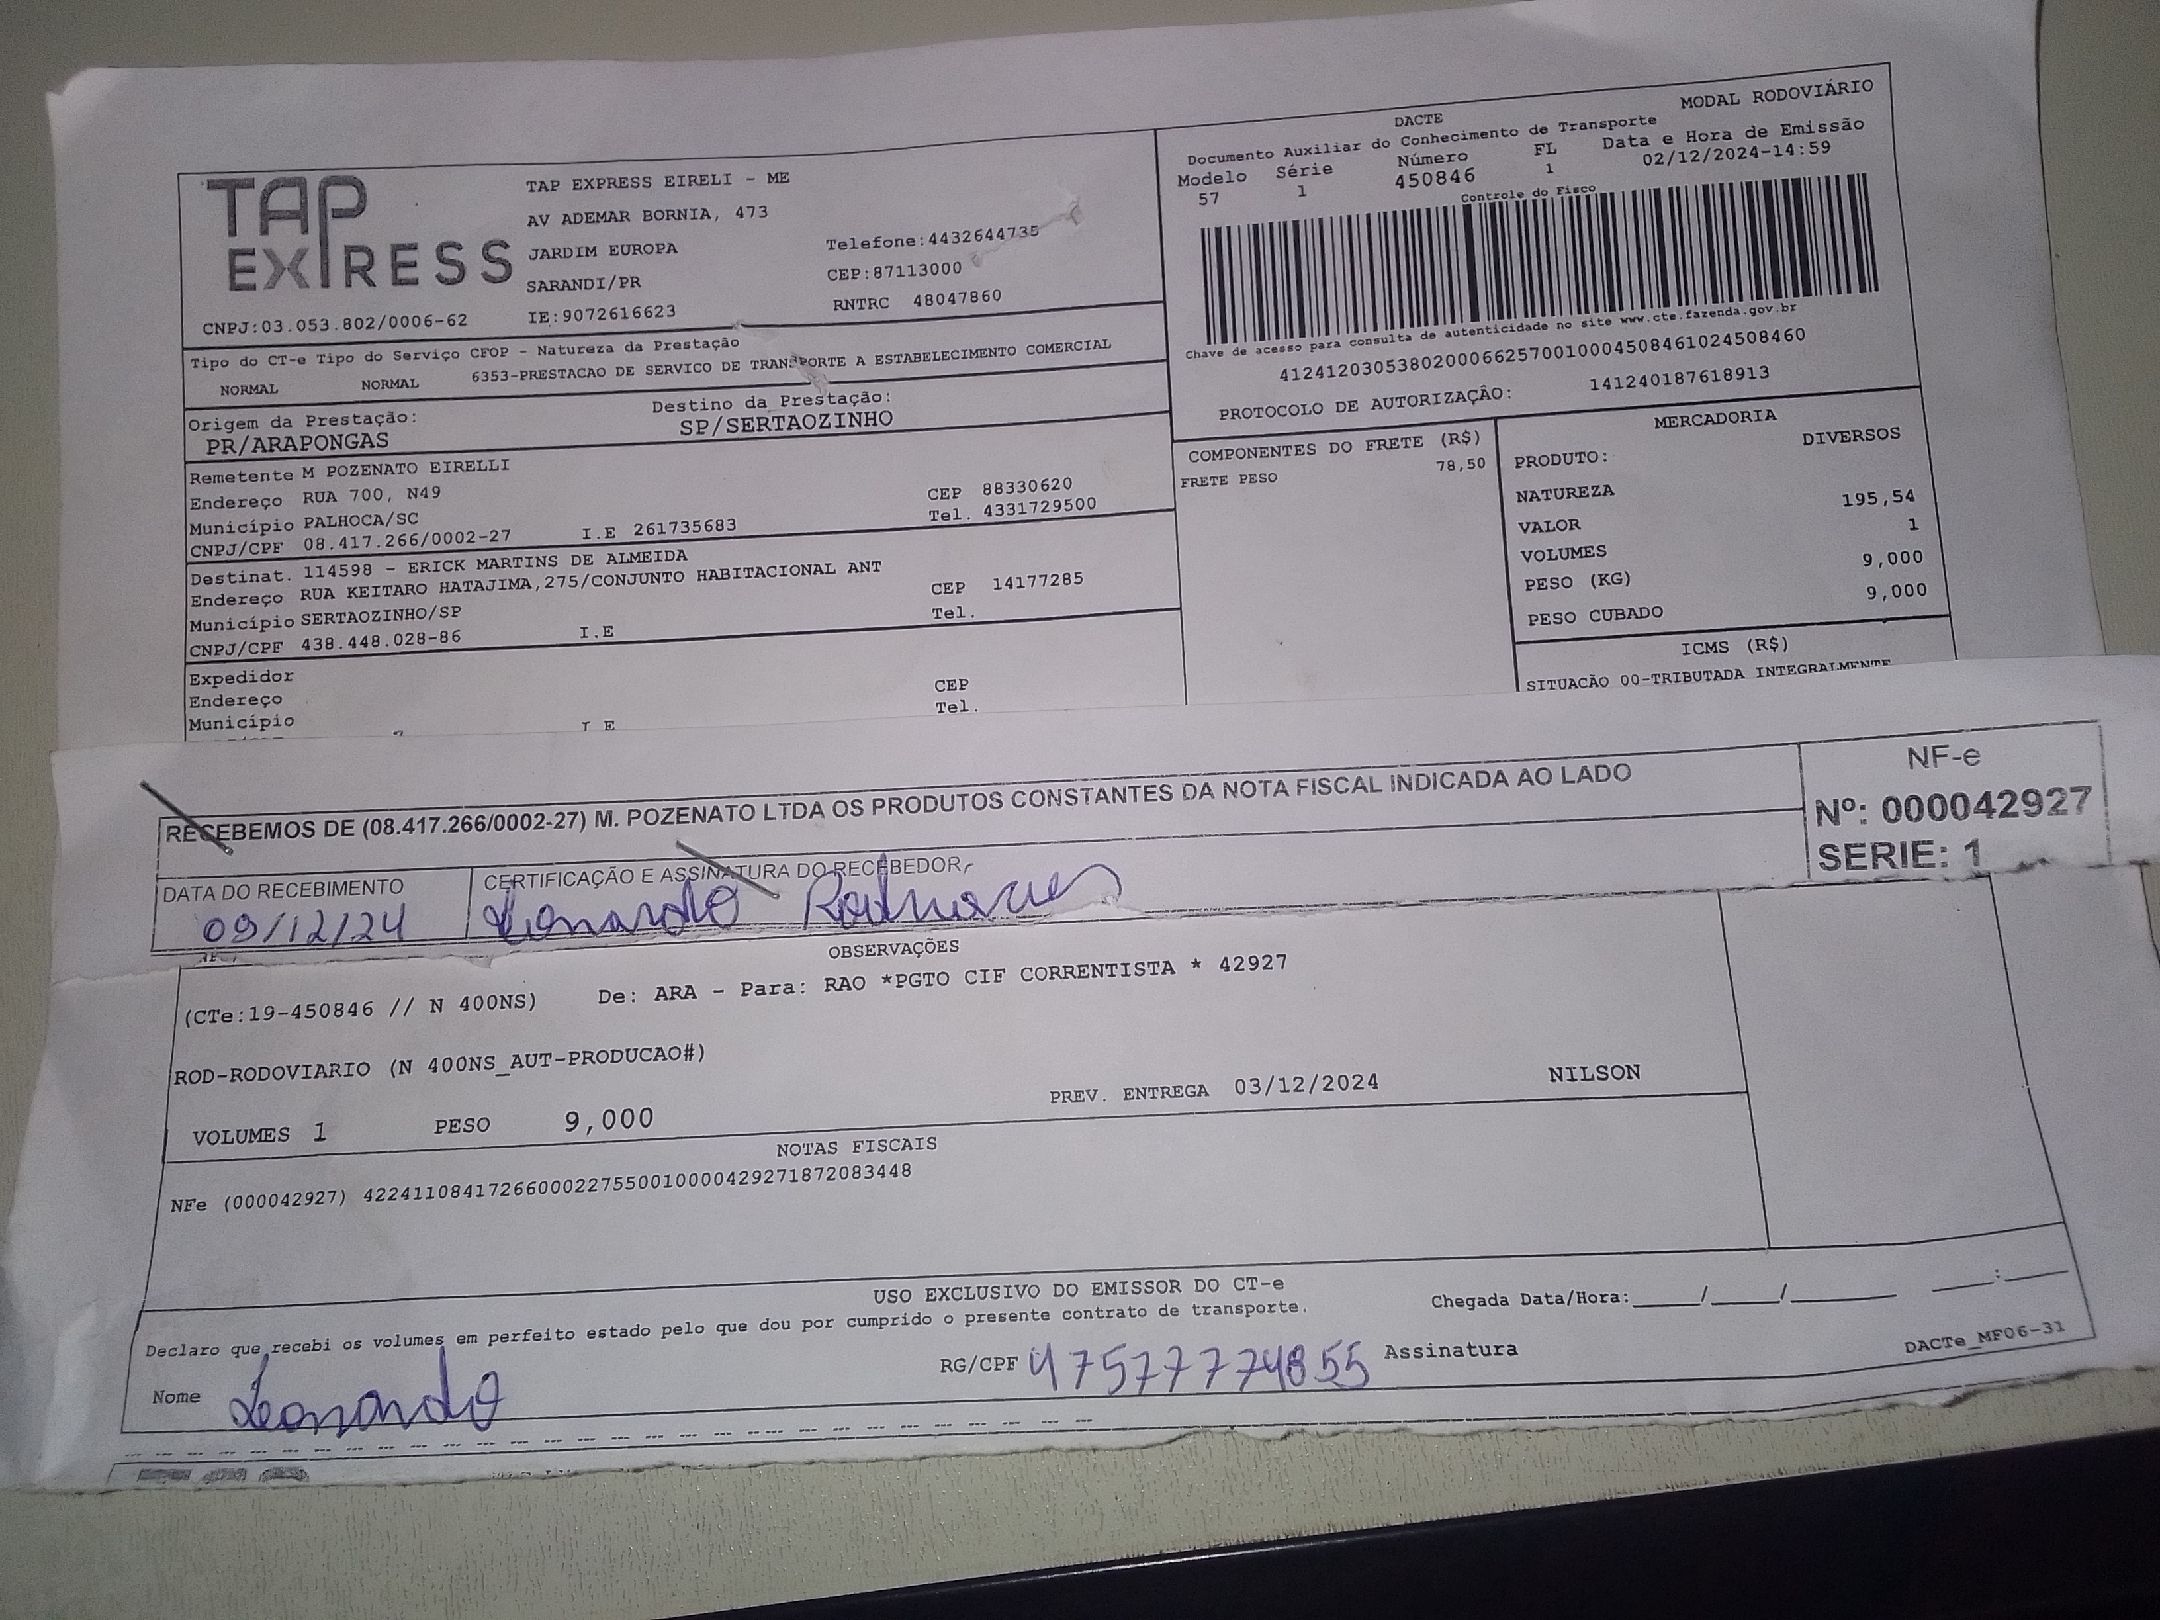 TAP
EXPRESS
TAP EXPRESS EIRELI - ME
AV ADEMAR BORNIA, 473
JARDIM EUROPA
Telefone:4432644735
SARANDI/PR
CEP:87113000
CNPJ:03.053.802/0006-62
IE:9072616623
RNTRC 48047860
MODAL RODOVIÁRIO
DACTE
Documento Auxiliar do Conhecimento de Transporte
Modelo Série Número FL Data e Hora de Emissão
57 1 450846 1 02/12/2024-14:59
Controle do Fisco
Chave de acesso para consulta de autenticidade no site www.cte.fazenda.gov.br
41241203053802000662570010004508461024508460
PROTOCOLO DE AUTORIZAÇÃO: 141240187618913
Tipo do CT-e Tipo do Serviço CFOP - Natureza da Prestação
NORMAL NORMAL 6353-PRESTACAO DE SERVICO DE TRANSPORTE A ESTABELECIMENTO COMERCIAL
Origem da Prestação: Destino da Prestação:
PR/ARAPONGAS SP/SERTAOZINHO
Remetente M POZENATO EIRELLI
Endereço RUA 700, N49 CEP 88330620
Município PALHOCA/SC Tel. 4331729500
CNPJ/CPF 08.417.266/0002-27 I.E 261735683
Destinat. 114598 - ERICK MARTINS DE ALMEIDA
Endereço RUA KEITARO HATAJIMA,275/CONJUNTO HABITACIONAL ANT
Município SERTAOZINHO/SP CEP 14177285
CNPJ/CPF 438.448.028-86 I.E Tel.
Expedidor
Endereço CEP
Município I E Tel.
COMPONENTES DO FRETE (R$)
FRETE PESO 78,50
MERCADORIA
PRODUTO: DIVERSOS
NATUREZA
VALOR 195,54
VOLUMES 1
PESO (KG) 9,000
PESO CUBADO 9,000
ICMS (R$)
SITUACÃO 00-TRIBUTADA INTEGRALMENTE
RECEBEMOS DE (08.417.266/0002-27) M. POZENATO LTDA OS PRODUTOS CONSTANTES DA NOTA FISCAL INDICADA AO LADO
NF-e
Nº: 000042927
SERIE: 1
DATA DO RECEBIMENTO
09/12/24
CERTIFICAÇÃO E ASSINATURA DO RECEBEDOR
Leonardo
OBSERVAÇÕES
(CTe:19-450846 // N 400NS) De: ARA - Para: RAO *PGTO CIF CORRENTISTA * 42927
ROD-RODOVIARIO (N 400NS_AUT-PRODUCAO#)
VOLUMES 1 PESO 9,000 PREV. ENTREGA 03/12/2024 NILSON
NOTAS FISCAIS
NFe (000042927) 42241108417266000227550010000429271872083448
USO EXCLUSIVO DO EMISSOR DO CT-e
Declaro que recebi os volumes em perfeito estado pelo que dou por cumprido o presente contrato de transporte.
Chegada Data/Hora:____/____/______ ____:____
Nome Leonardo RG/CPF 47577774855 Assinatura
DACTe_MF06-31